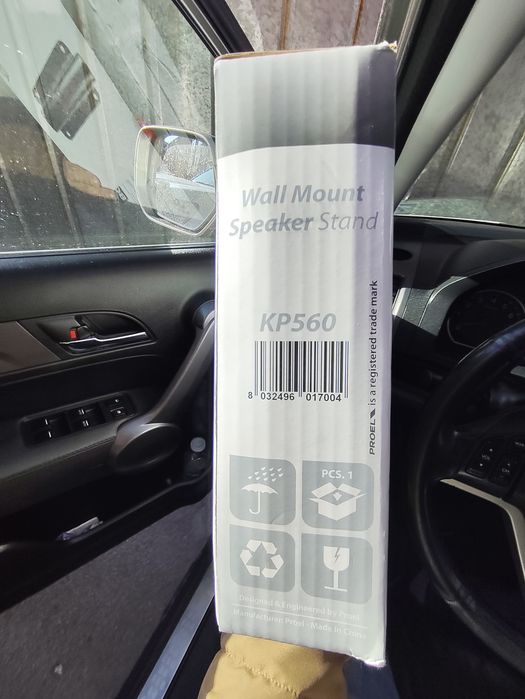 Wall Mount
Speaker Stand
KP560
8 032496 017004
PROEL is a registered trade mark
PCS. 1
Designed & Engineered by Proel
Manufacturer: Proel - Made In China